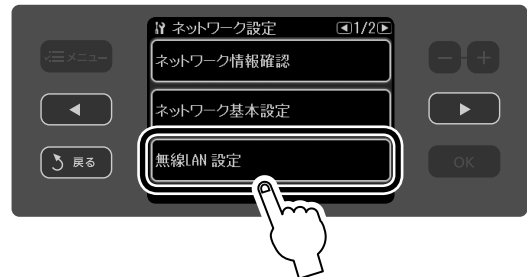 ネットワーク設定 1/2
メニュー
ネットワーク情報確認
ネットワーク基本設定
無線LAN 設定
戻る
OK